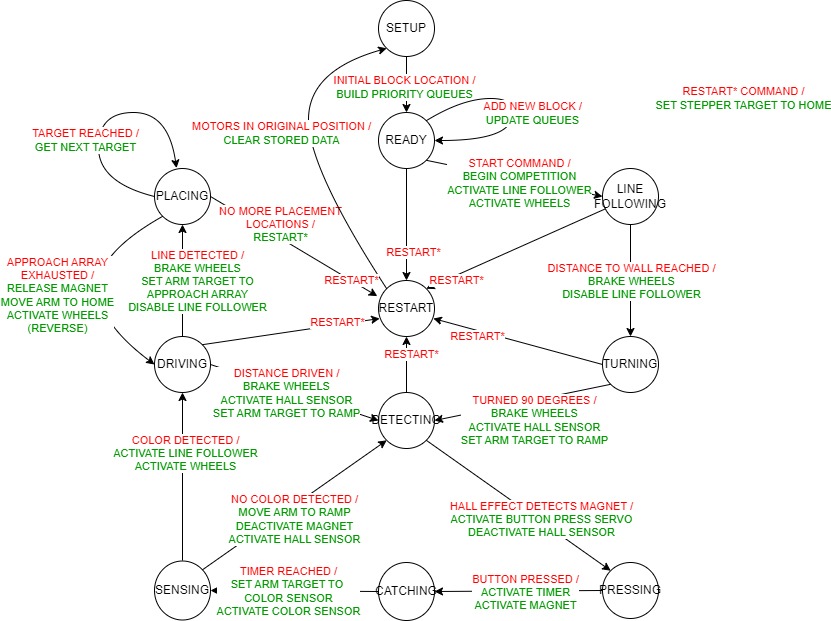 SETUP
INITIAL BLOCK LOCATION /
BUILD PRIORITY QUEUES
RESTART* COMMAND /
SET STEPPER TARGET TO HOME
ADD NEW BLOCK /
UPDATE QUEUES
MOTORS IN ORIGINAL POSITION /
CLEAR STORED DATA
READY
TARGET REACHED /
GET NEXT TARGET
START COMMAND /
BEGIN COMPETITION
ACTIVATE LINE FOLLOWER
ACTIVATE WHEELS
PLACING
LINE
FOLLOWING
NO MORE PLACEMENT
LOCATIONS /
RESTART*
RESTART*
RESTART*
RESTART*
APPROACH ARRAY
EXHAUSTED /
RELEASE MAGNET
MOVE ARM TO HOME
ACTIVATE WHEELS
(REVERSE)
LINE DETECTED /
BRAKE WHEELS
SET ARM TARGET TO
APPROACH ARRAY
DISABLE LINE FOLLOWER
DISTANCE TO WALL REACHED /
BRAKE WHEELS
DISABLE LINE FOLLOWER
RESTART
RESTART*
RESTART*
RESTART*
DRIVING
TURNING
DISTANCE DRIVEN /
BRAKE WHEELS
ACTIVATE HALL SENSOR
SET ARM TARGET TO RAMP
DETECTING
TURNED 90 DEGREES /
BRAKE WHEELS
ACTIVATE HALL SENSOR
SET ARM TARGET TO RAMP
COLOR DETECTED /
ACTIVATE LINE FOLLOWER
ACTIVATE WHEELS
NO COLOR DETECTED /
MOVE ARM TO RAMP
DEACTIVATE MAGNET
ACTIVATE HALL SENSOR
HALL EFFECT DETECTS MAGNET /
ACTIVATE BUTTON PRESS SERVO
DEACTIVATE HALL SENSOR
SENSING
TIMER REACHED /
SET ARM TARGET TO
COLOR SENSOR
ACTIVATE COLOR SENSOR
CATCHING
BUTTON PRESSED /
ACTIVATE TIMER
ACTIVATE MAGNET
PRESSING